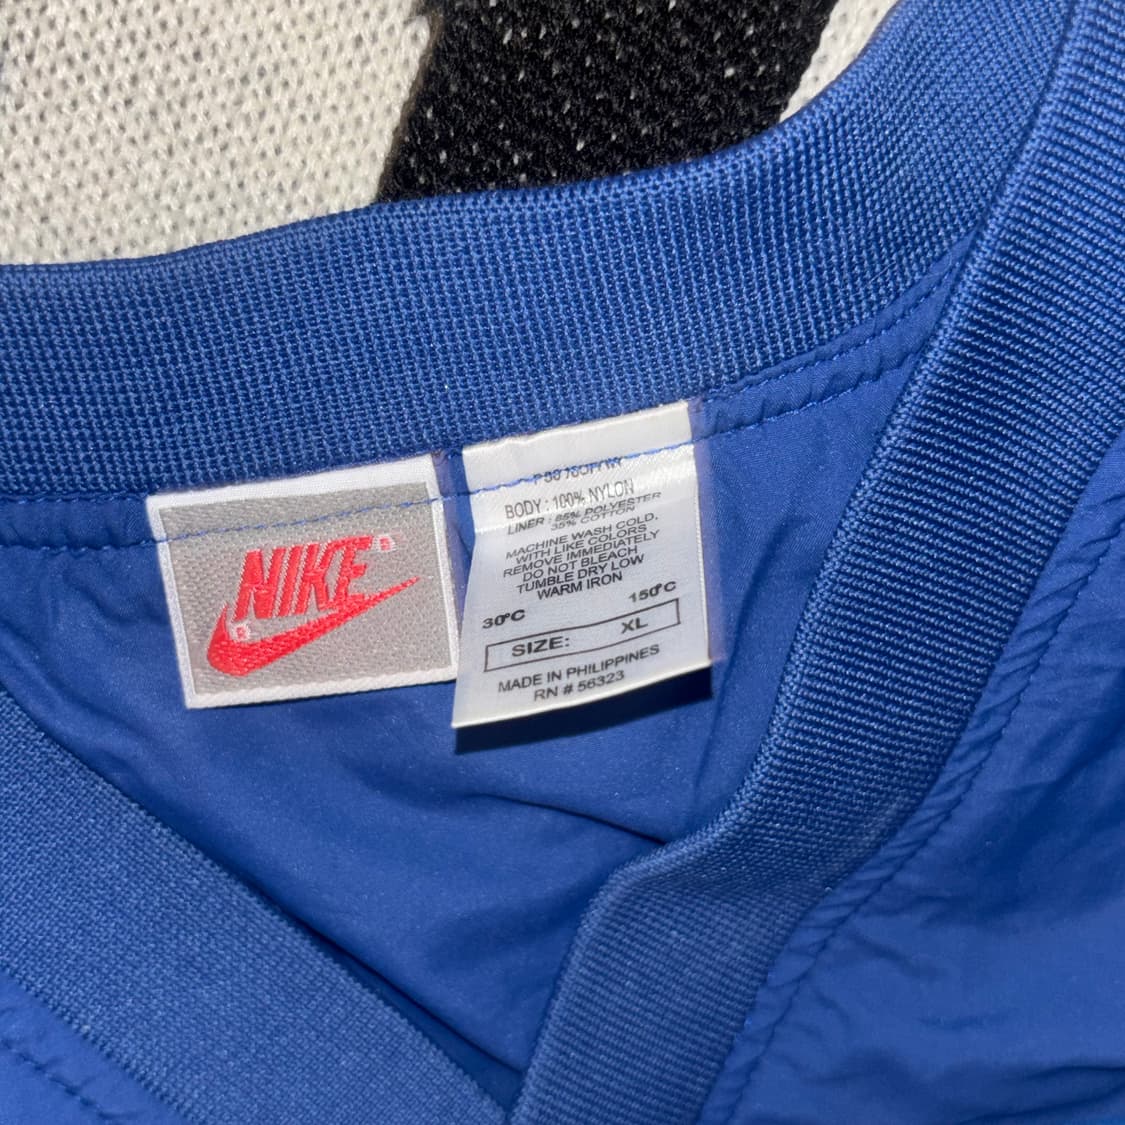 NIKE®
®
BODY : 100% NYLON
LINER : 65% POLYESTER
35% COTTON
MACHINE WASH COLD,
WITH LIKE COLORS
REMOVE IMMEDIATELY
DO NOT BLEACH
TUMBLE DRY LOW
WARM IRON
30°C 150°C
SIZE: XL
MADE IN PHILIPPINES
RN # 56323